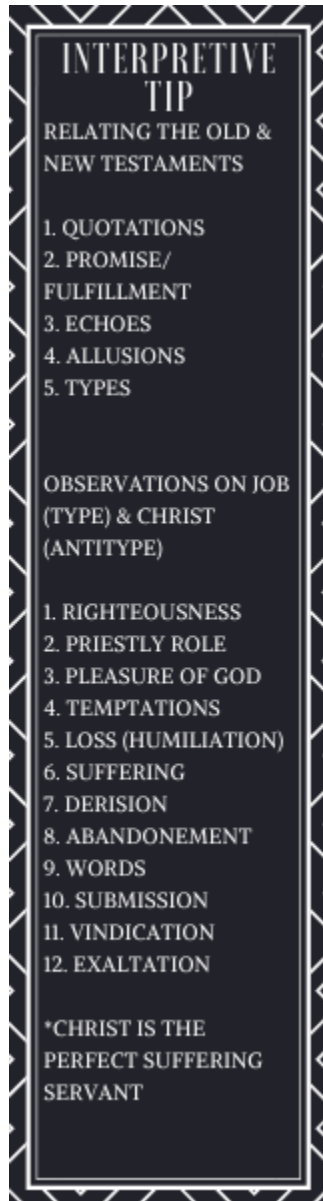 INTERPRETIVE
TIP
RELATING THE OLD &
NEW TESTAMENTS
1. QUOTATIONS
2. PROMISE/
FULFILLMENT
3. ECHOES
4. ALLUSIONS
5. TYPES
OBSERVATIONS ON JOB
(TYPE) & CHRIST
(ANTITYPE)
1. RIGHTEOUSNESS
2. PRIESTLY ROLE
3. PLEASURE OF GOD
4. TEMPTATIONS
5. LOSS (HUMILIATION)
6. SUFFERING
7. DERISION
8. ABANDONEMENT
9. WORDS
10. SUBMISSION
11. VINDICATION
12. EXALTATION
*CHRIST IS THE
PERFECT SUFFERING
SERVANT